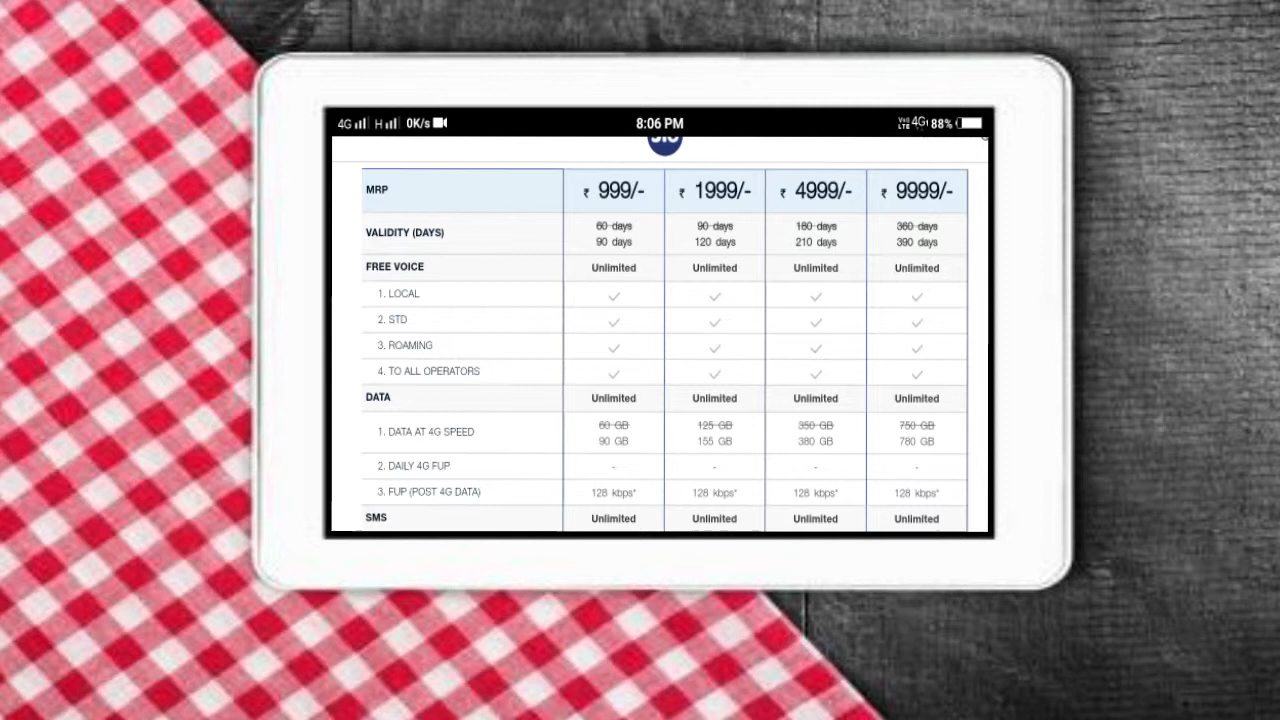 4G H 0K/s 8:06 PM VoI LTE 4G 88%
MRP ₹ 999/- ₹ 1999/- ₹ 4999/- ₹ 9999/-
VALIDITY (DAYS) 60 days 90 days 180 days 360 days
90 days 120 days 210 days 390 days
FREE VOICE Unlimited Unlimited Unlimited Unlimited
1. LOCAL ✓ ✓ ✓ ✓
2. STD ✓ ✓ ✓ ✓
3. ROAMING ✓ ✓ ✓ ✓
4. TO ALL OPERATORS ✓ ✓ ✓ ✓
DATA Unlimited Unlimited Unlimited Unlimited
1. DATA AT 4G SPEED 60 GB 125 GB 350 GB 750 GB
90 GB 155 GB 380 GB 780 GB
2. DAILY 4G FUP - - - -
3. FUP (POST 4G DATA) 128 kbps* 128 kbps* 128 kbps* 128 kbps*
SMS Unlimited Unlimited Unlimited Unlimited